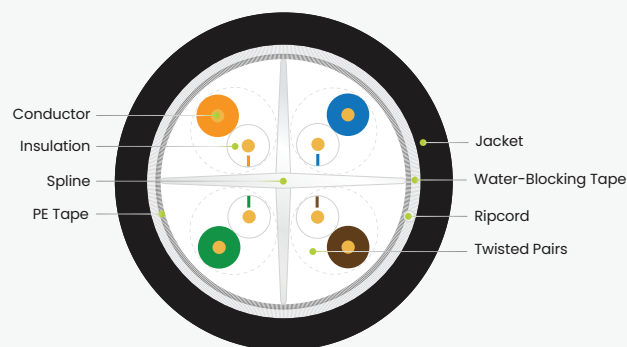 Conductor
Insulation
Spline
PE Tape
Jacket
Water-Blocking Tape
Ripcord
Twisted Pairs